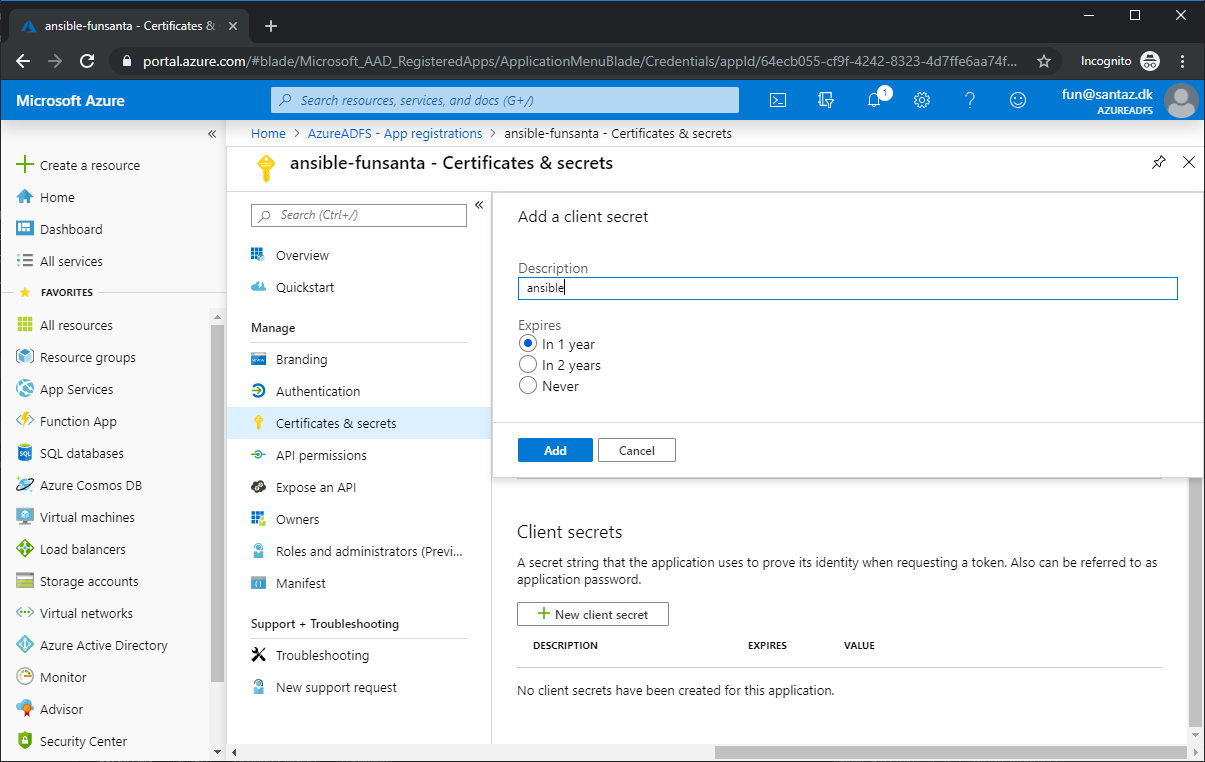 ansible-funsanta - Certificates &
portal.azure.com/#blade/Microsoft_AAD_RegisteredApps/ApplicationMenuBlade/Credentials/appId/64ecb055-cf9f-4242-8323-4d7ffe6aa74f...
Incognito
Microsoft Azure
Search resources, services, and docs (G+/)
1
fun@santaz.dk
AZUREADFS
Home > AzureADFS - App registrations > ansible-funsanta - Certificates & secrets
ansible-funsanta - Certificates & secrets
«
Create a resource
Home
Dashboard
All services
FAVORITES
All resources
Resource groups
App Services
Function App
SQL databases
Azure Cosmos DB
Virtual machines
Load balancers
Storage accounts
Virtual networks
Azure Active Directory
Monitor
Advisor
Security Center
Search (Ctrl+/)
«
Overview
Quickstart
Manage
Branding
Authentication
Certificates & secrets
API permissions
Expose an API
Owners
Roles and administrators (Previ...
Manifest
Support + Troubleshooting
Troubleshooting
New support request
Add a client secret
Description
ansible
Expires
In 1 year
In 2 years
Never
Add
Cancel
Client secrets
A secret string that the application uses to prove its identity when requesting a token. Also can be referred to as
application password.
New client secret
DESCRIPTION EXPIRES VALUE
No client secrets have been created for this application.